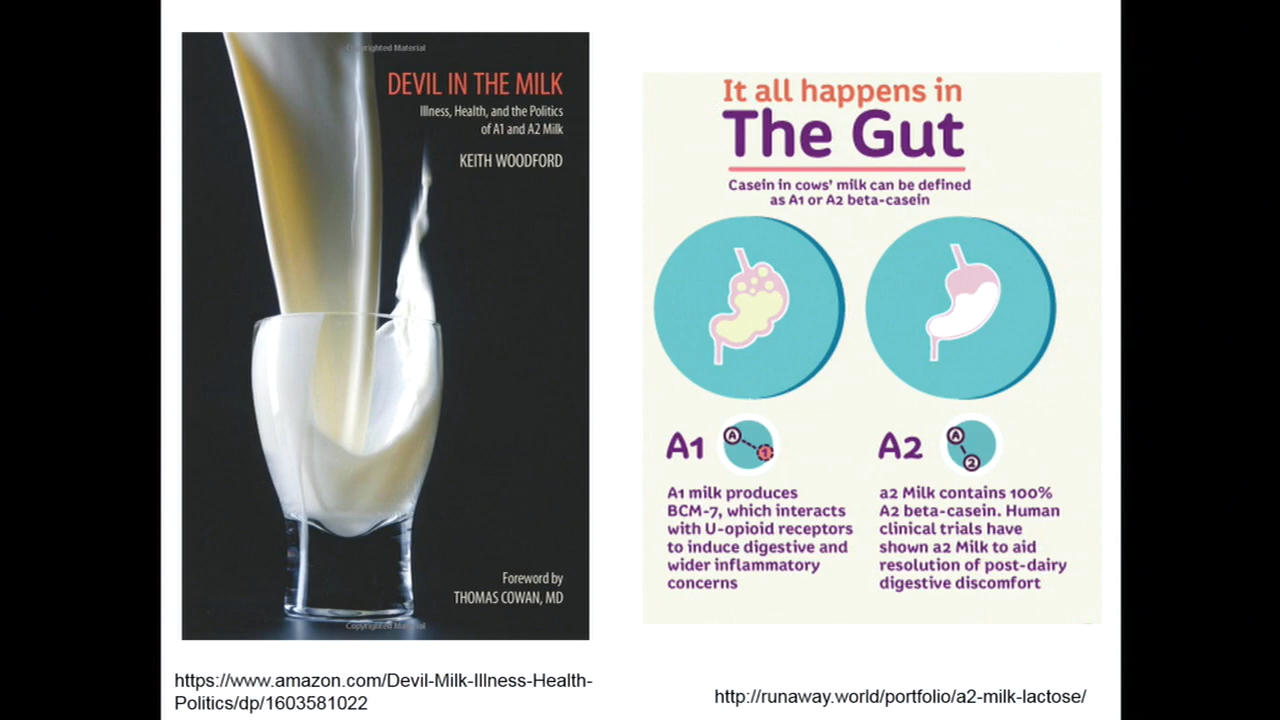 Copyrighted Material
DEVIL IN THE MILK
Illness, Health, and the Politics
of A1 and A2 Milk
KEITH WOODFORD
Foreword by
THOMAS COWAN, MD
Copyrighted Material
https://www.amazon.com/Devil-Milk-Illness-Health-
Politics/dp/1603581022
It all happens in
The Gut
Casein in cows' milk can be defined
as A1 or A2 beta-casein
A1
A
1
A1 milk produces
BCM-7, which interacts
with U-opioid receptors
to induce digestive and
wider inflammatory
concerns
A2
A
2
a2 Milk contains 100%
A2 beta-casein. Human
clinical trials have
shown a2 Milk to aid
resolution of post-dairy
digestive discomfort
http://runaway.world/portfolio/a2-milk-lactose/